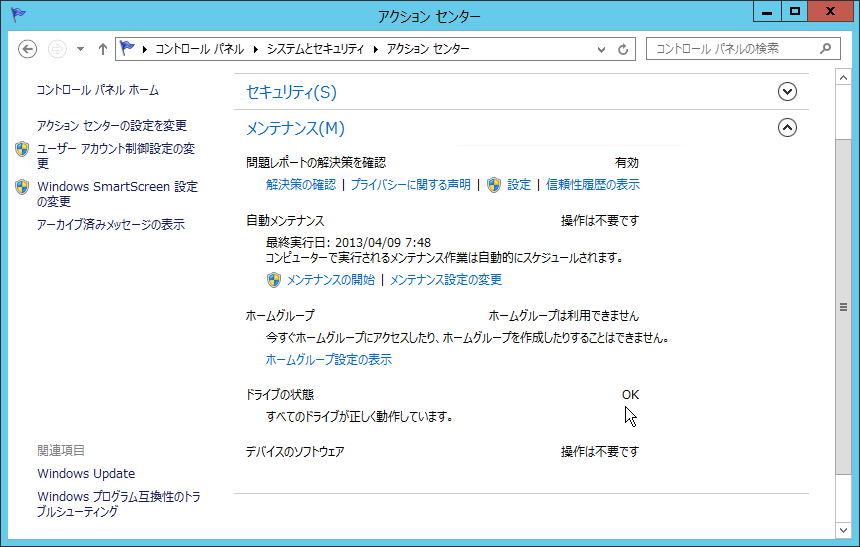 アクション センター
コントロール パネル
システムとセキュリティ
アクション センター
コントロール パネルの検索
コントロール パネル ホーム
アクション センターの設定を変更
ユーザー アカウント制御設定の変
更
Windows SmartScreen 設定
の変更
アーカイブ済みメッセージの表示
関連項目
Windows Update
Windows プログラム互換性のトラ
ブルシューティング
セキュリティ(S)
メンテナンス(M)
問題レポートの解決策を確認 有効
解決策の確認 | プライバシーに関する声明 | 設定 | 信頼性履歴の表示
自動メンテナンス 操作は不要です
最終実行日: 2013/04/09 7:48
コンピューターで実行されるメンテナンス作業は自動的にスケジュールされます。
メンテナンスの開始 | メンテナンス設定の変更
ホームグループ ホームグループは利用できません
今すぐホームグループにアクセスしたり、ホームグループを作成したりすることはできません。
ホームグループ設定の表示
ドライブの状態 OK
すべてのドライブが正しく動作しています。
デバイスのソフトウェア 操作は不要です